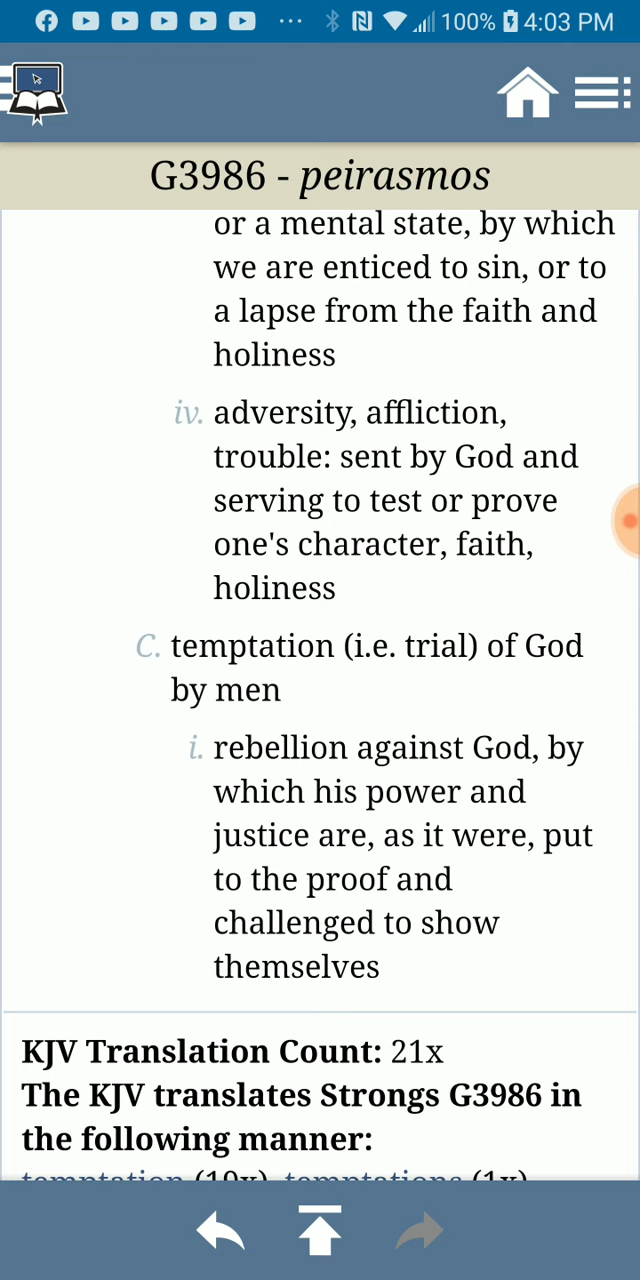 100% 4:03 PM
G3986 - peirasmos
or a mental state, by which
we are enticed to sin, or to
a lapse from the faith and
holiness
iv. adversity, affliction,
trouble: sent by God and
serving to test or prove
one's character, faith,
holiness
C. temptation (i.e. trial) of God
by men
i. rebellion against God, by
which his power and
justice are, as it were, put
to the proof and
challenged to show
themselves
KJV Translation Count: 21x
The KJV translates Strongs G3986 in
the following manner:
temptation (19x), temptations (1x),